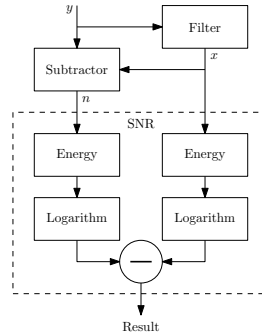 y
Filter
x
Subtractor
n
SNR
Energy
Energy
Logarithm
Logarithm
Result